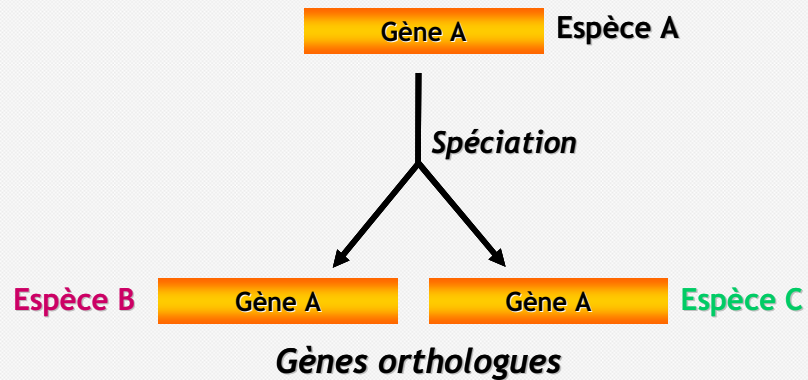 Gène A Espèce A
Spéciation
Espèce B Gène A Gène A Espèce C
Gènes orthologues